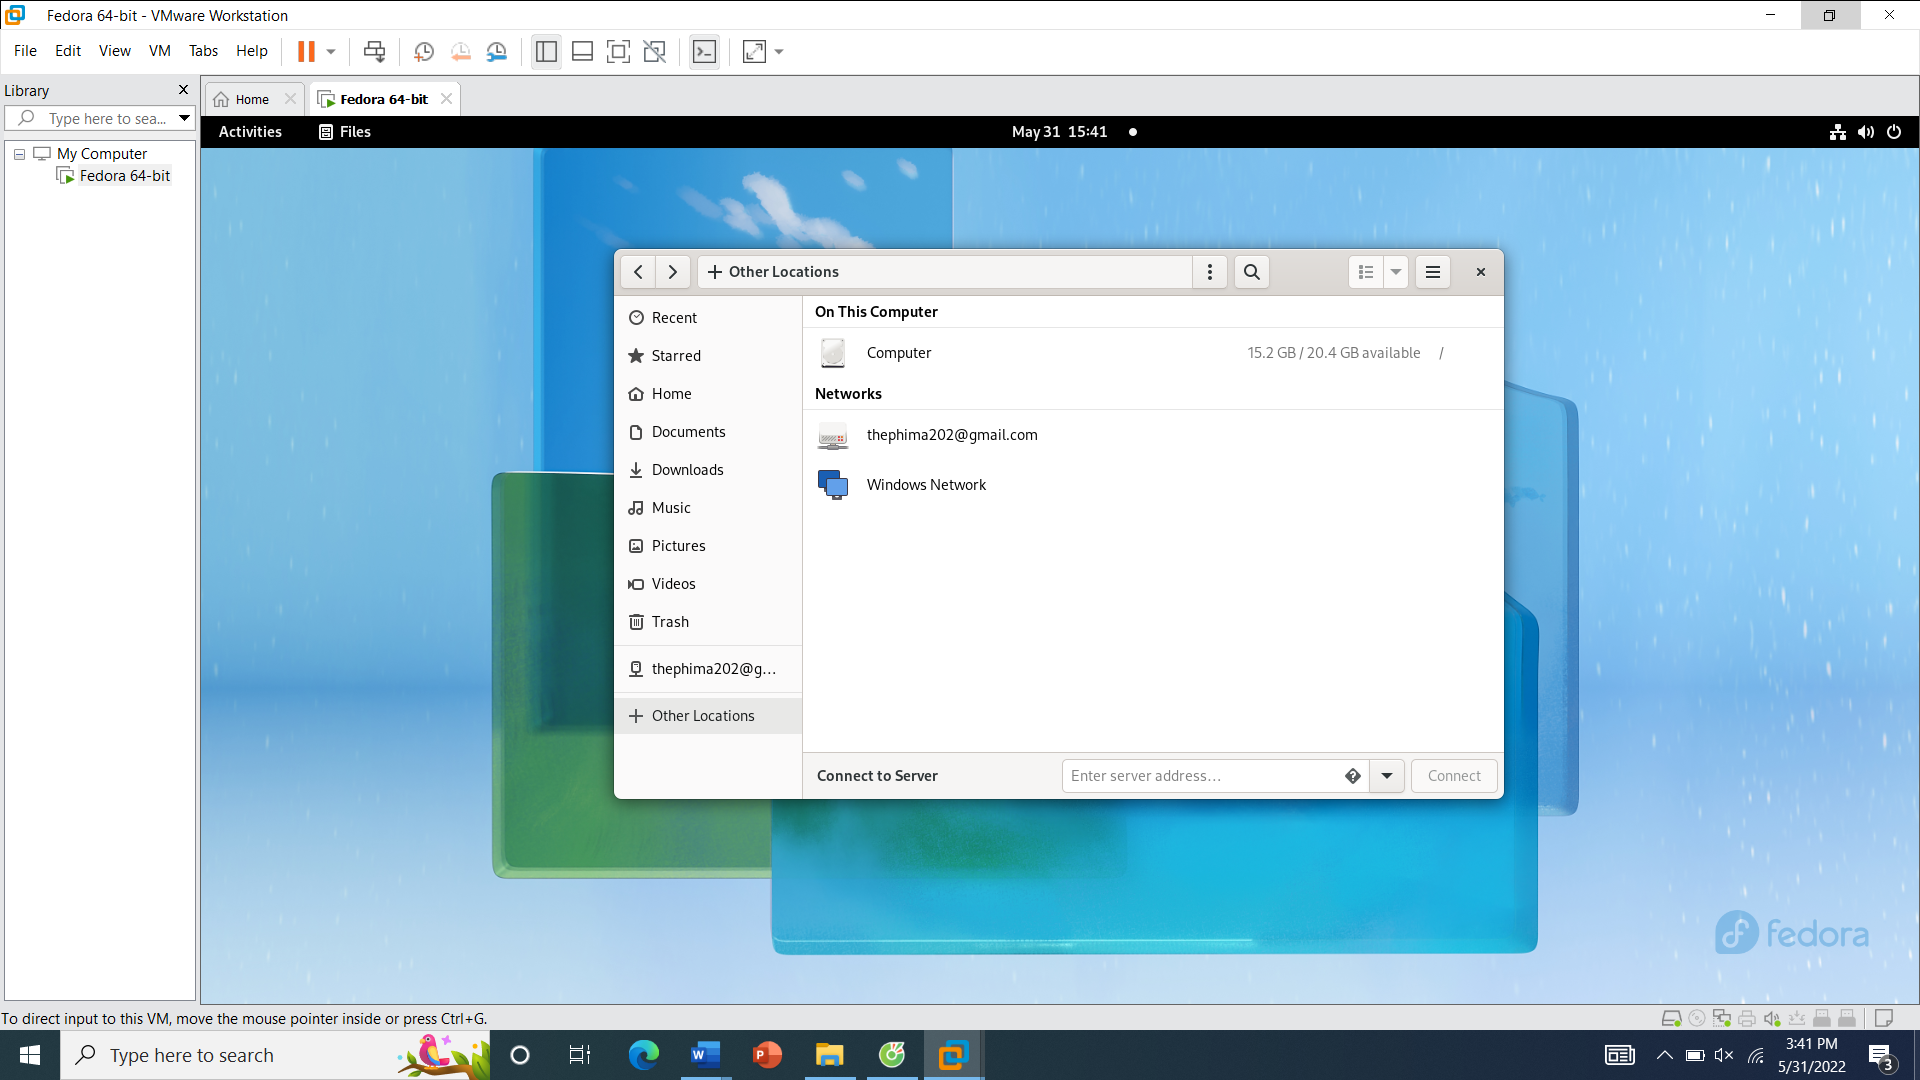 Fedora 64-bit - VMware Workstation
File Edit View VM Tabs Help
Library
Type here to sea...
My Computer
Fedora 64-bit
Home
Fedora 64-bit
Activities Files May 31 15:41
Other Locations
Recent
Starred
Home
Documents
Downloads
Music
Pictures
Videos
Trash
thephima202@g...
Other Locations
On This Computer
Computer 15.2 GB / 20.4 GB available /
Networks
thephima202@gmail.com
Windows Network
Connect to Server Enter server address... Connect
fedora
To direct input to this VM, move the mouse pointer inside or press Ctrl+G.
Type here to search
3:41 PM
5/31/2022
3